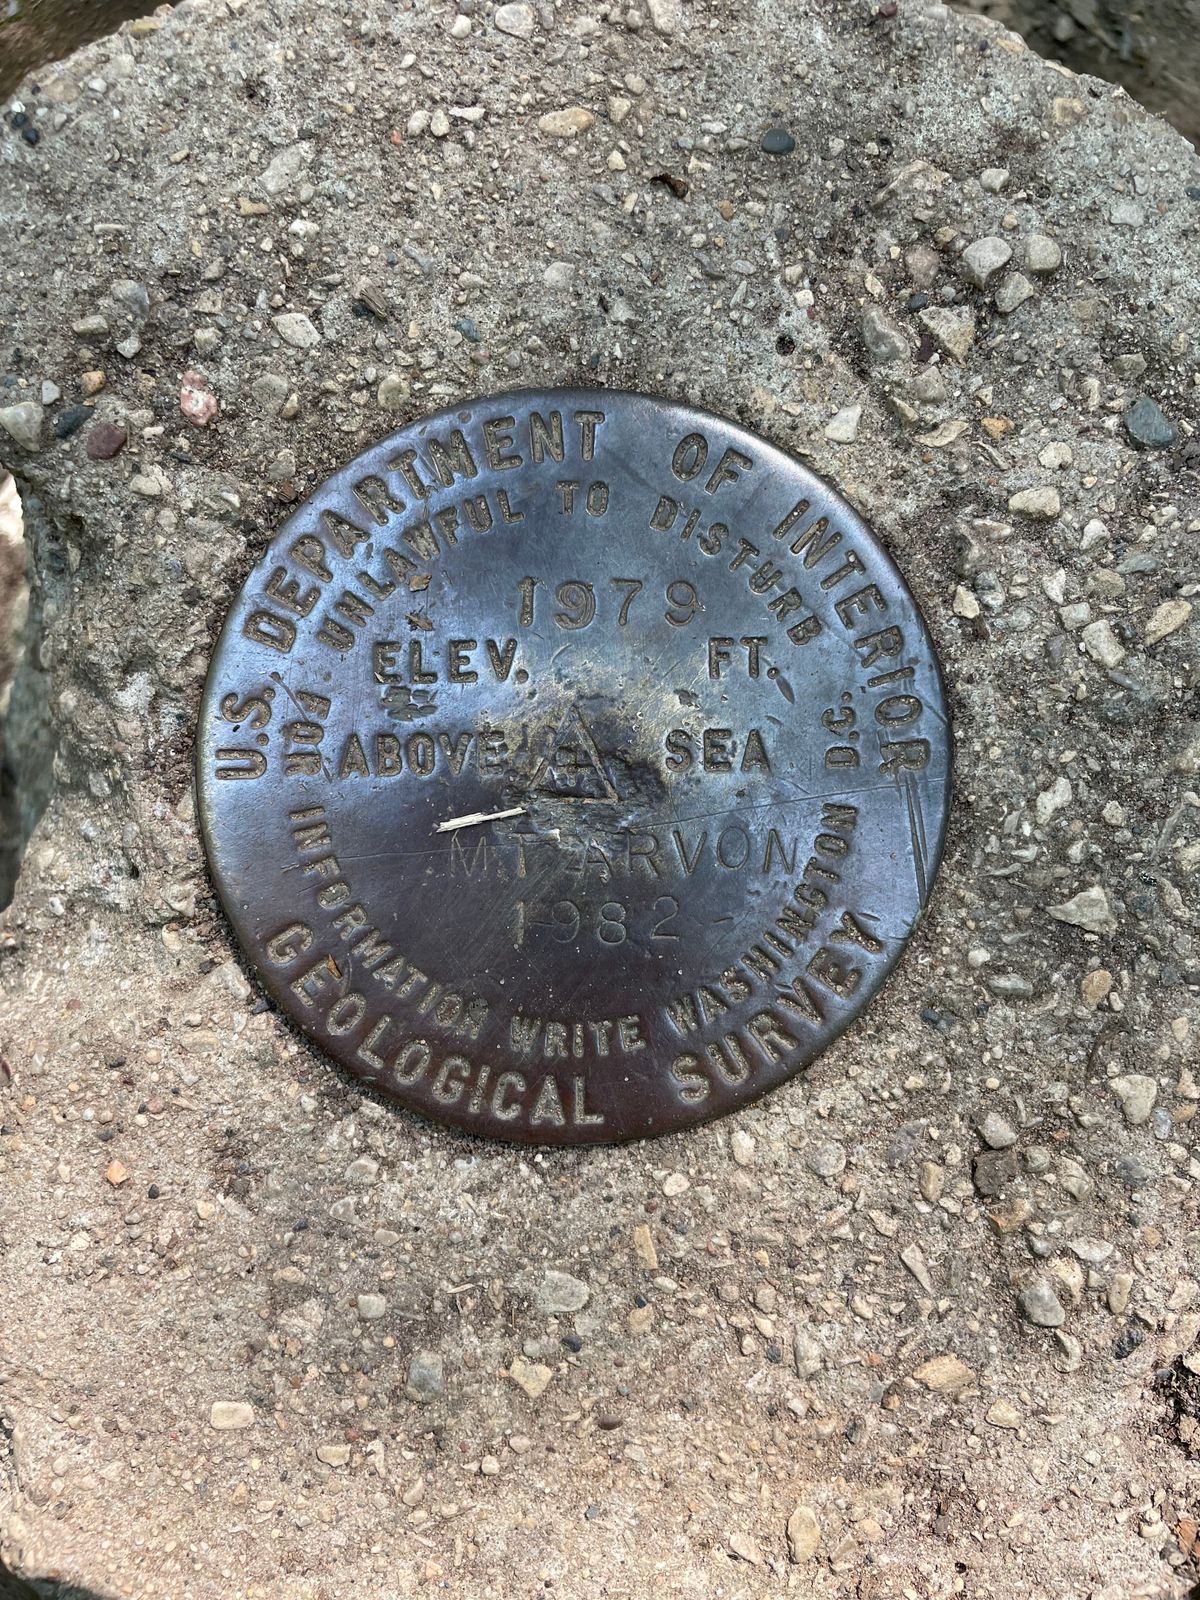 U.S. DEPARTMENT OF INTERIOR
UNLAWFUL TO DISTURB
1979
ELEV. FT.
ABOVE SEA
MT ARVON
1982
FOR INFORMATION WRITE WASHINGTON D.C.
GEOLOGICAL SURVEY